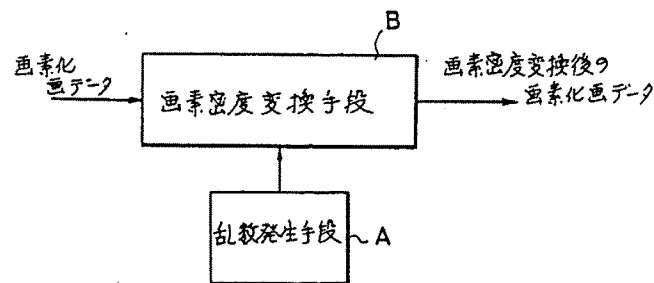 B
画素化
画データ
画素密度変換手段
画素密度変換後の
画素化画データ
乱数発生手段
A